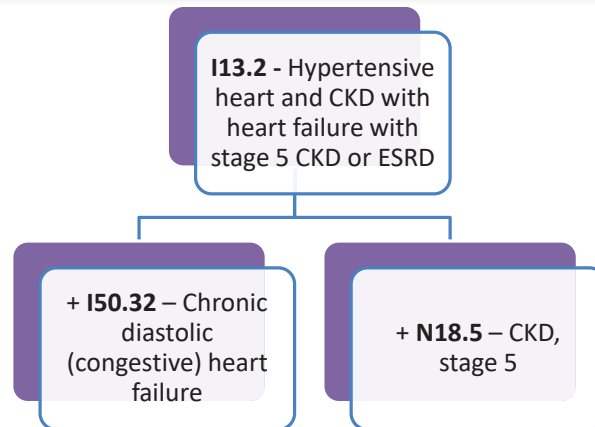 I13.2 - Hypertensive
heart and CKD with
heart failure with
stage 5 CKD or ESRD
+ I50.32 – Chronic
diastolic
(congestive) heart
failure
+ N18.5 – CKD,
stage 5